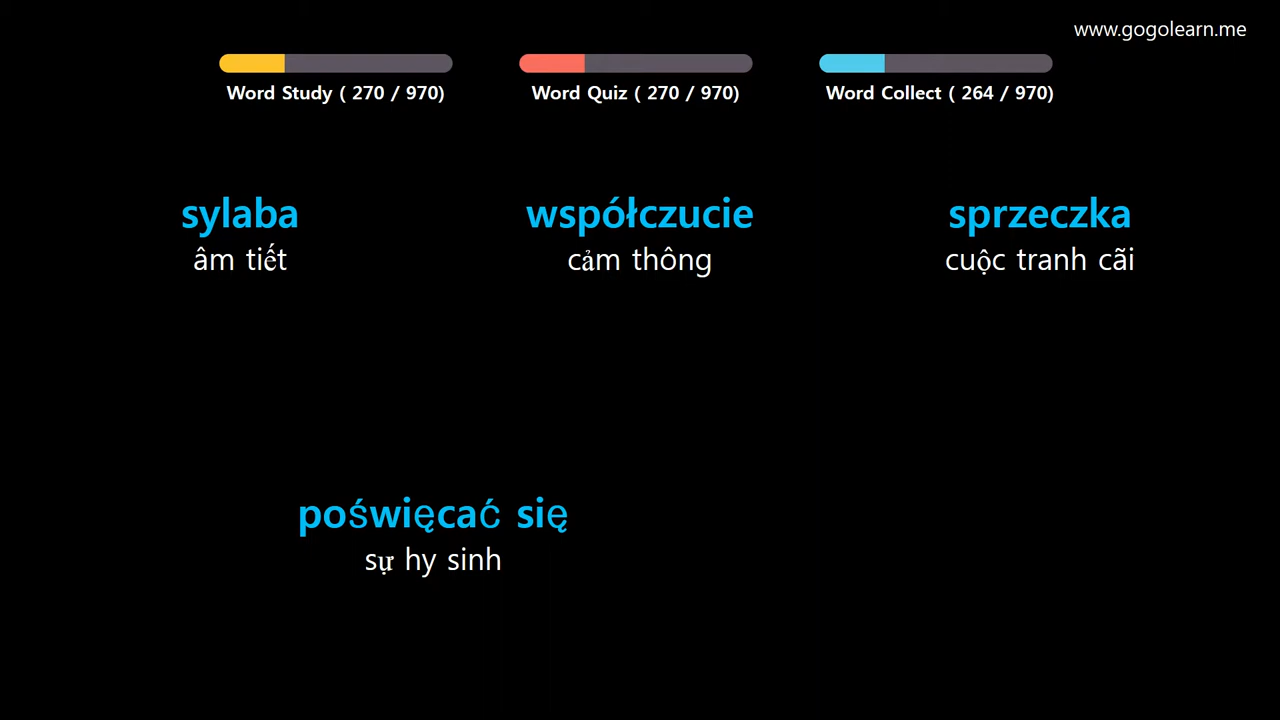 www.gogolearn.me
Word Study ( 270 / 970)
Word Quiz ( 270 / 970)
Word Collect ( 264 / 970)
sylaba
âm tiết
współczucie
cảm thông
sprzeczka
cuộc tranh cãi
poświęcać się
sự hy sinh